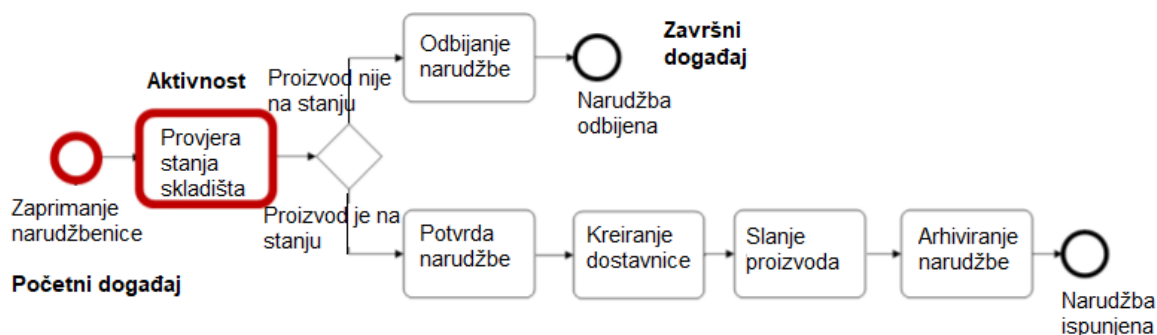 Zaprimanje
narudžbenice
Početni događaj
Aktivnost
Provjera
stanja
skladišta
Proizvod nije
na stanju
Odbijanje
narudžbe
Završni
događaj
Narudžba
odbijena
Proizvod je na
stanju
Potvrda
narudžbe
Kreiranje
dostavnice
Slanje
proizvoda
Arhiviranje
narudžbe
Narudžba
ispunjena